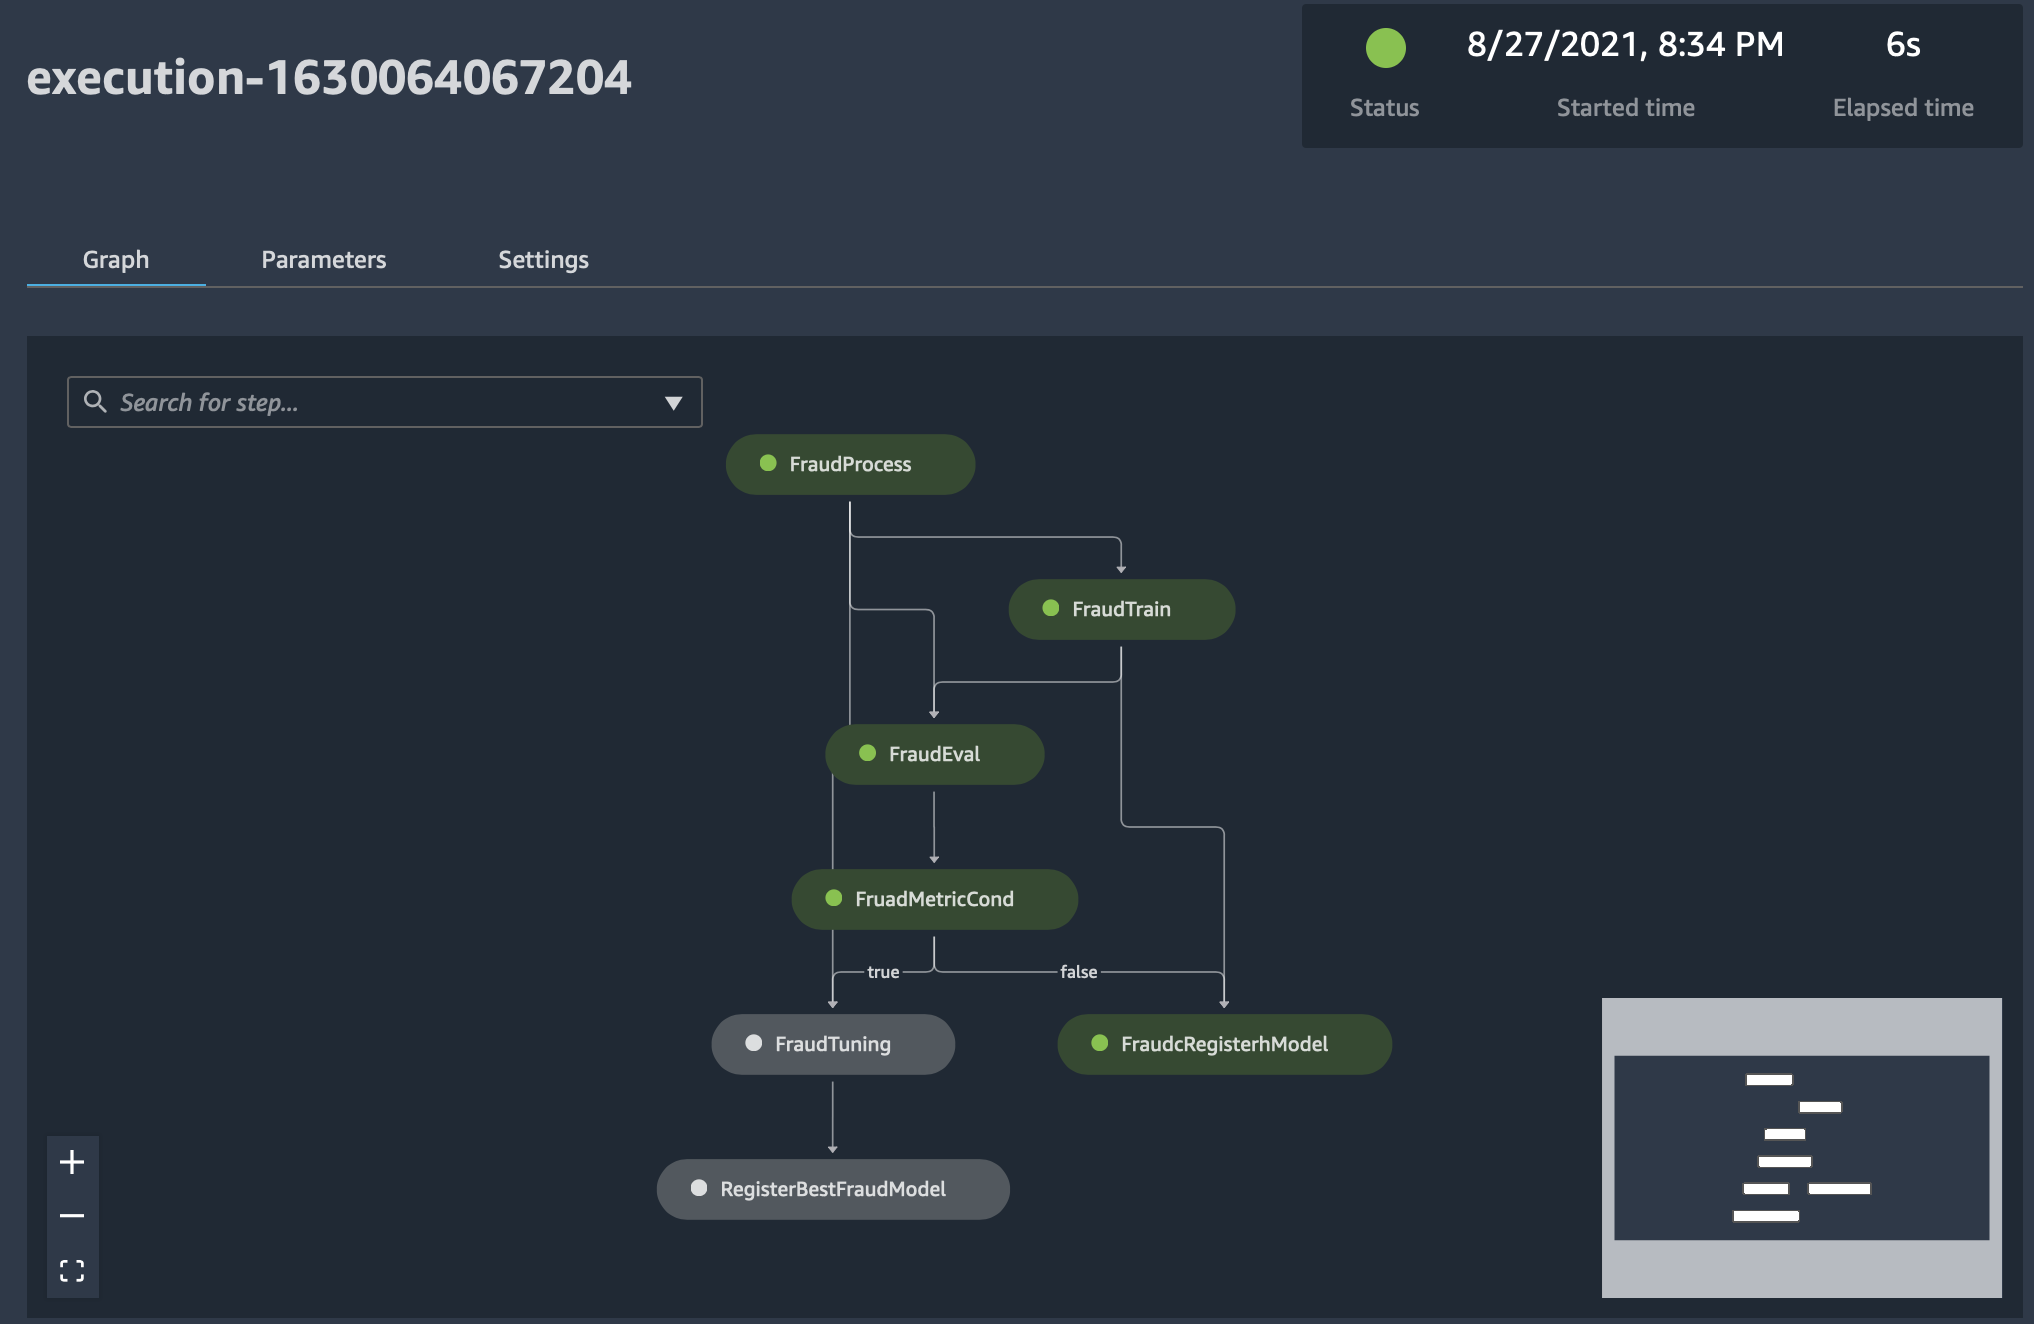 execution-1630064067204
8/27/2021, 8:34 PM
6s
Status
Started time
Elapsed time
Graph
Parameters
Settings
Search for step...
FraudProcess
FraudTrain
FraudEval
FruadMetricCond
true
false
FraudTuning
FraudcRegisterhModel
RegisterBestFraudModel